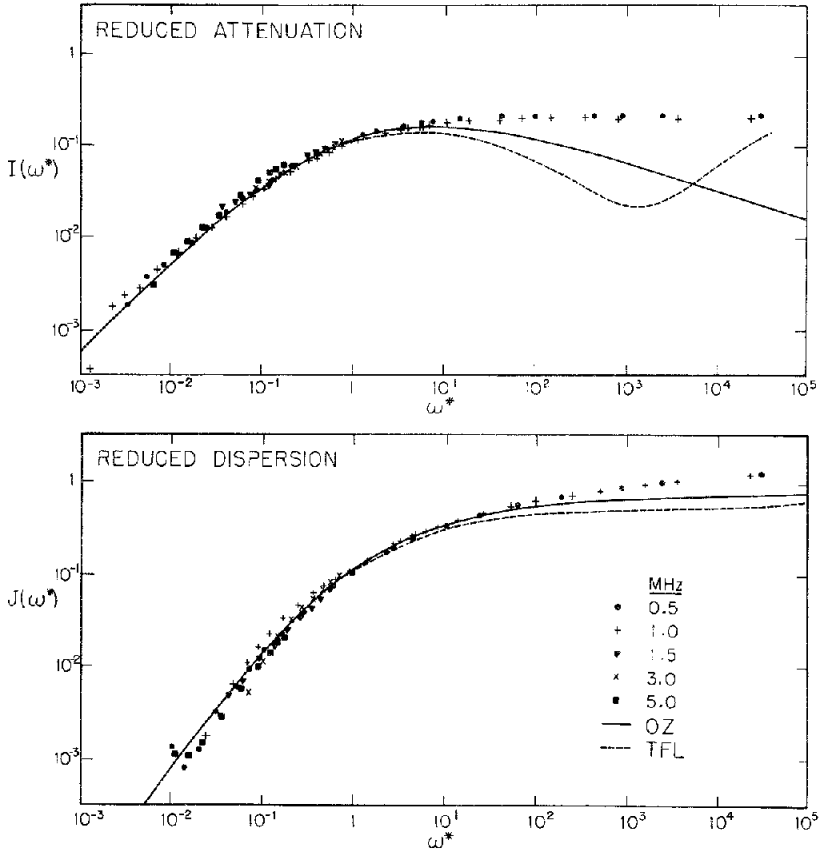 REDUCED ATTENUATION
1
10⁻¹
I(ω*)
10⁻²
10⁻³
10⁻³ 10⁻² 10⁻¹ 1 10¹ 10² 10³ 10⁴ 10⁵
ω*
REDUCED DISPERSION
1
10⁻¹
J(ω*)
10⁻²
10⁻³
MHz
0.5
1.0
1.5
3.0
5.0
OZ
TFL
10⁻³ 10⁻² 10⁻¹ 1 10¹ 10² 10³ 10⁴ 10⁵
ω*